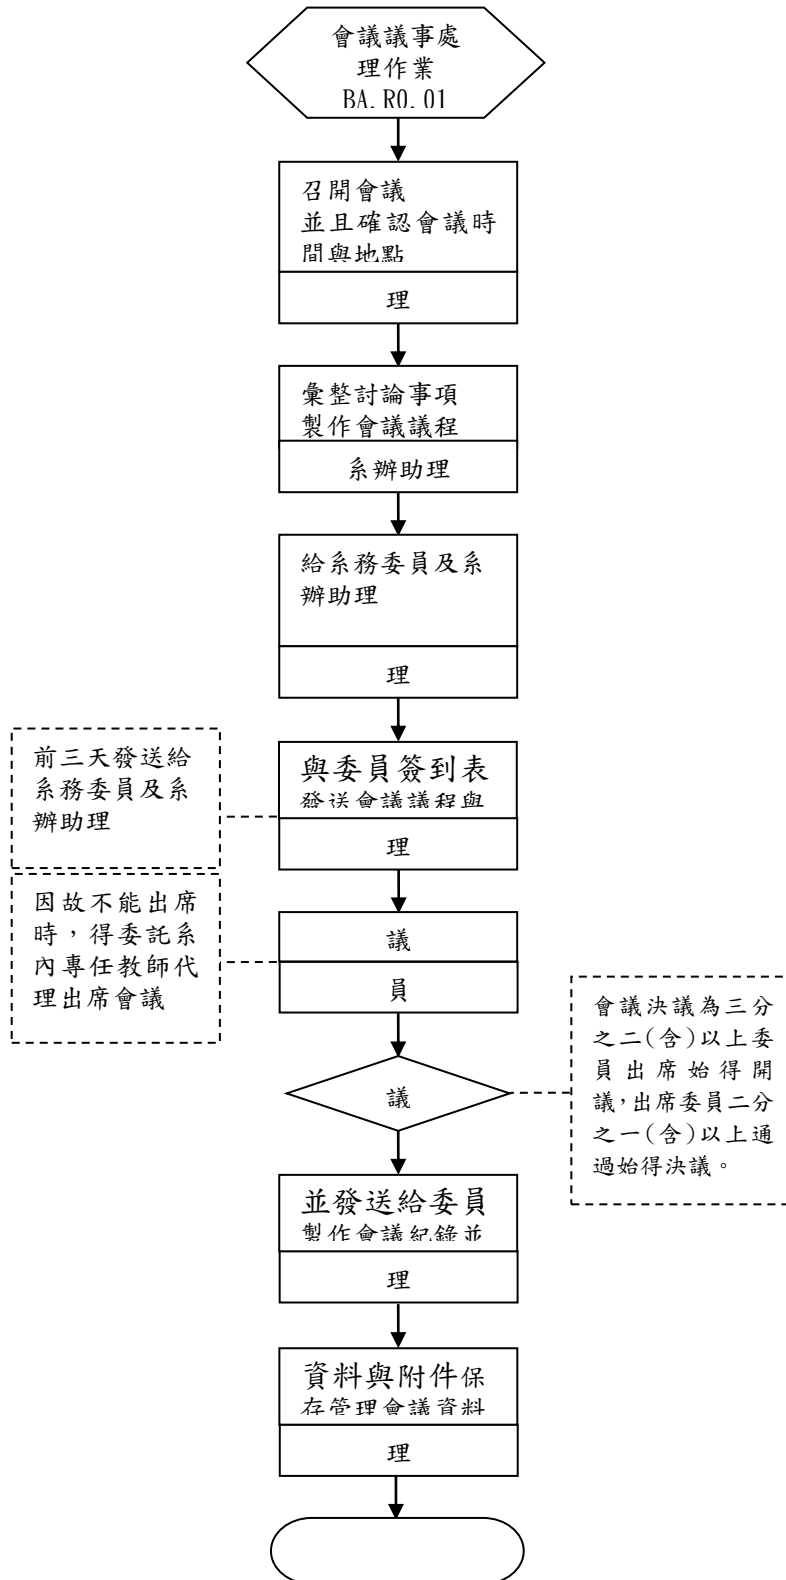 會議議事處
理作業
BA.R0.01
召開會議
並且確認會議時
間與地點
理
彙整討論事項
製作會議議程
系辦助理
給系務委員及系
辦助理
理
前三天發送給
系務委員及系
辦助理
與委員簽到表
發送會議議程與
理
因故不能出席
時，得委託系
內專任教師代
理出席會議
議
員
議
會議決議為三分
之二(含)以上委
員出席始得開
議，出席委員二分
之一(含)以上通
過始得決議。
並發送給委員
製作會議紀錄並
理
資料與附件保
存管理會議資料
理